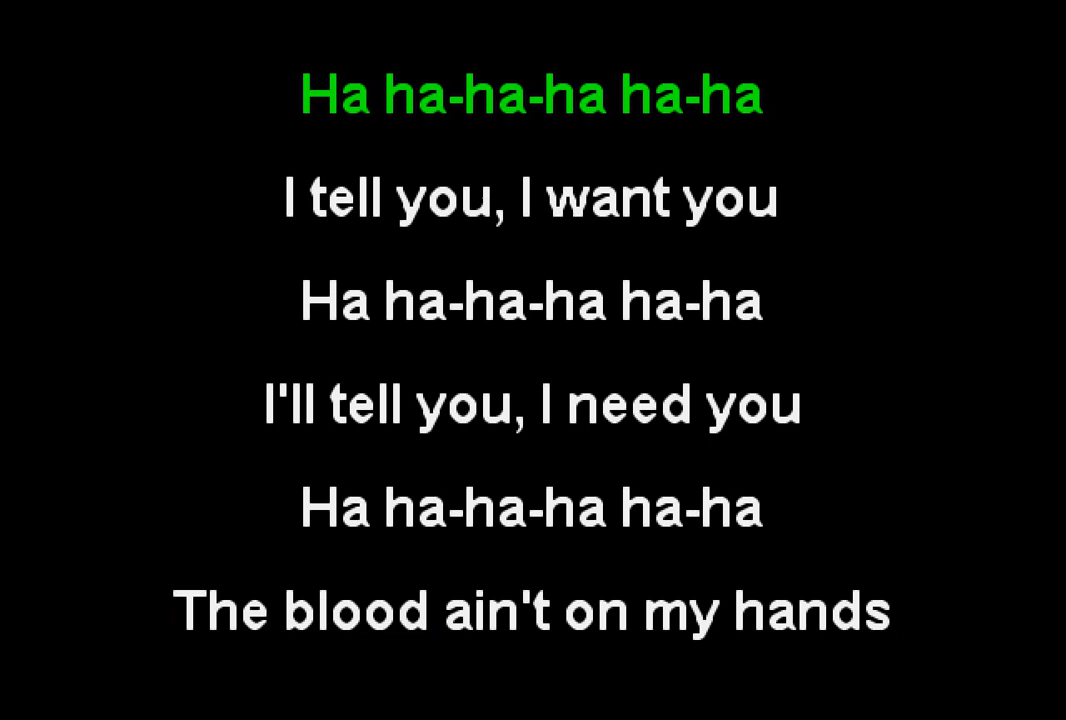 Ha ha-ha-ha ha-ha
I tell you, I want you
Ha ha-ha-ha ha-ha
I'll tell you, I need you
Ha ha-ha-ha ha-ha
The blood ain't on my hands